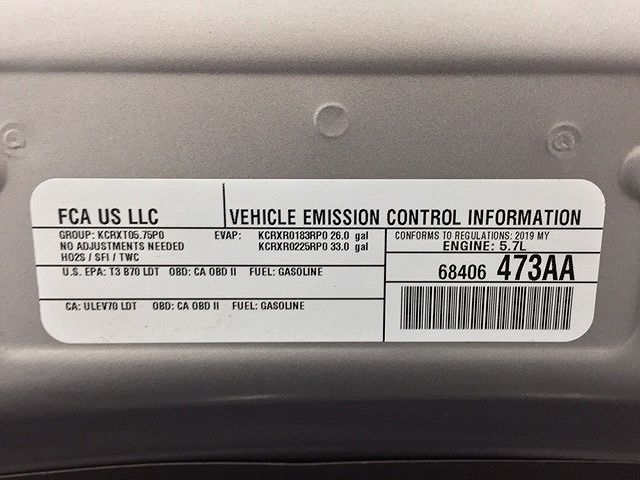 FCA US LLC
VEHICLE EMISSION CONTROL INFORMATION
GROUP: KCRXT05.75P0
NO ADJUSTMENTS NEEDED
HO2S / SFI / TWC
EVAP: KCRXR0183RP0 26.0 gal
KCRXR0225RP0 33.0 gal
CONFORMS TO REGULATIONS: 2019 MY
ENGINE: 5.7L
U.S. EPA: T3 B70 LDT OBD: CA OBD II FUEL: GASOLINE
68406 473AA
CA: ULEV70 LDT OBD: CA OBD II FUEL: GASOLINE